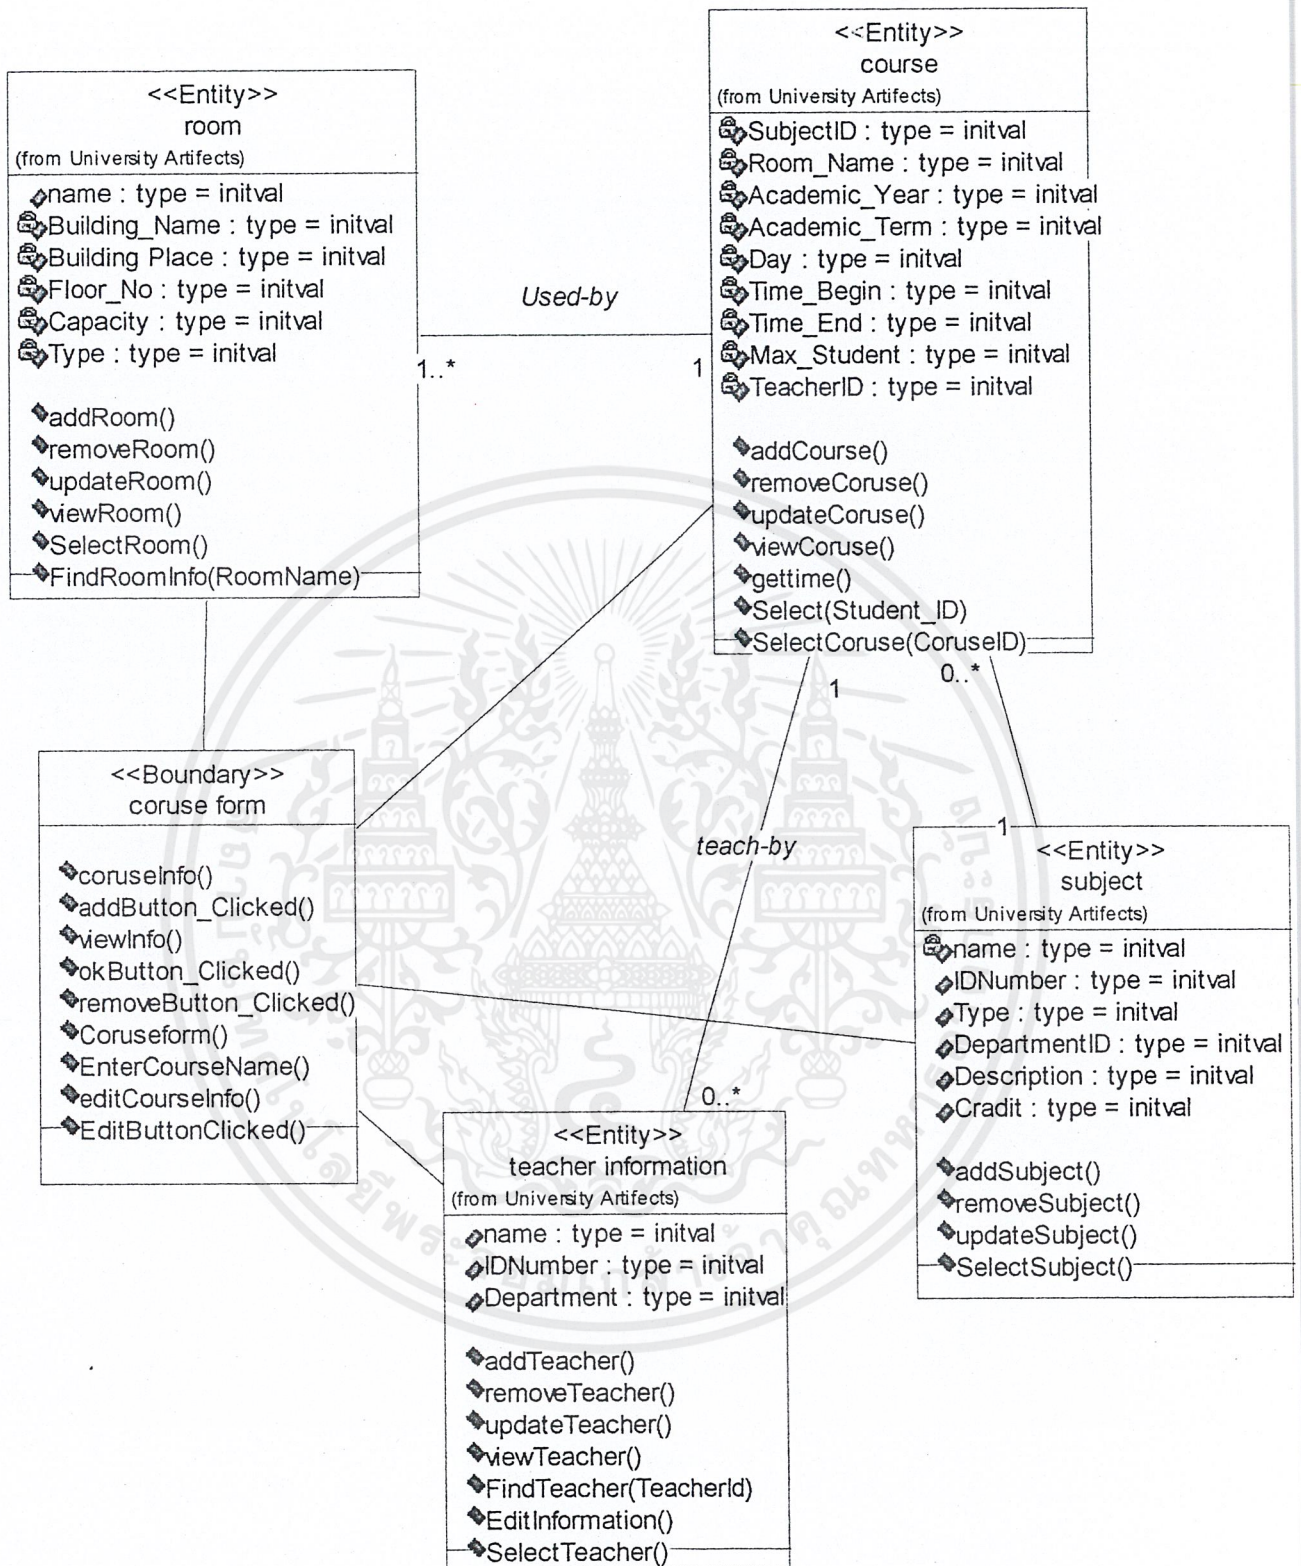 <<Entity>>
room
(from University Artifects)
name : type = initval
Building_Name : type = initval
Building Place : type = initval
Floor_No : type = initval
Capacity : type = initval
Type : type = initval
addRoom()
removeRoom()
updateRoom()
viewRoom()
SelectRoom()
FindRoomInfo(RoomName)
Used-by
1..*
1
<<Entity>>
course
(from University Artifects)
SubjectID : type = initval
Room_Name : type = initval
Academic_Year : type = initval
Academic_Term : type = initval
Day : type = initval
Time_Begin : type = initval
Time_End : type = initval
Max_Student : type = initval
TeacherID : type = initval
addCourse()
removeCoruse()
updateCoruse()
viewCoruse()
gettime()
Select(Student_ID)
SelectCoruse(CoruseID)
1
0..*
<<Boundary>>
coruse form
coruseInfo()
addButton_Clicked()
viewInfo()
okButton_Clicked()
removeButton_Clicked()
Coruseform()
EnterCourseName()
editCourseInfo()
EditButtonClicked()
teach-by
0..*
1
<<Entity>>
subject
(from University Artifects)
name : type = initval
IDNumber : type = initval
Type : type = initval
DepartmentID : type = initval
Description : type = initval
Cradit : type = initval
addSubject()
removeSubject()
updateSubject()
SelectSubject()
<<Entity>>
teacher information
(from University Artifects)
name : type = initval
IDNumber : type = initval
Department : type = initval
addTeacher()
removeTeacher()
updateTeacher()
viewTeacher()
FindTeacher(TeacherId)
EditInformation()
SelectTeacher()